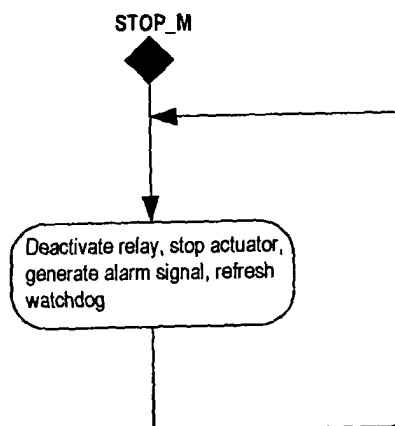 STOP_M
Deactivate relay, stop actuator,
generate alarm signal, refresh
watchdog